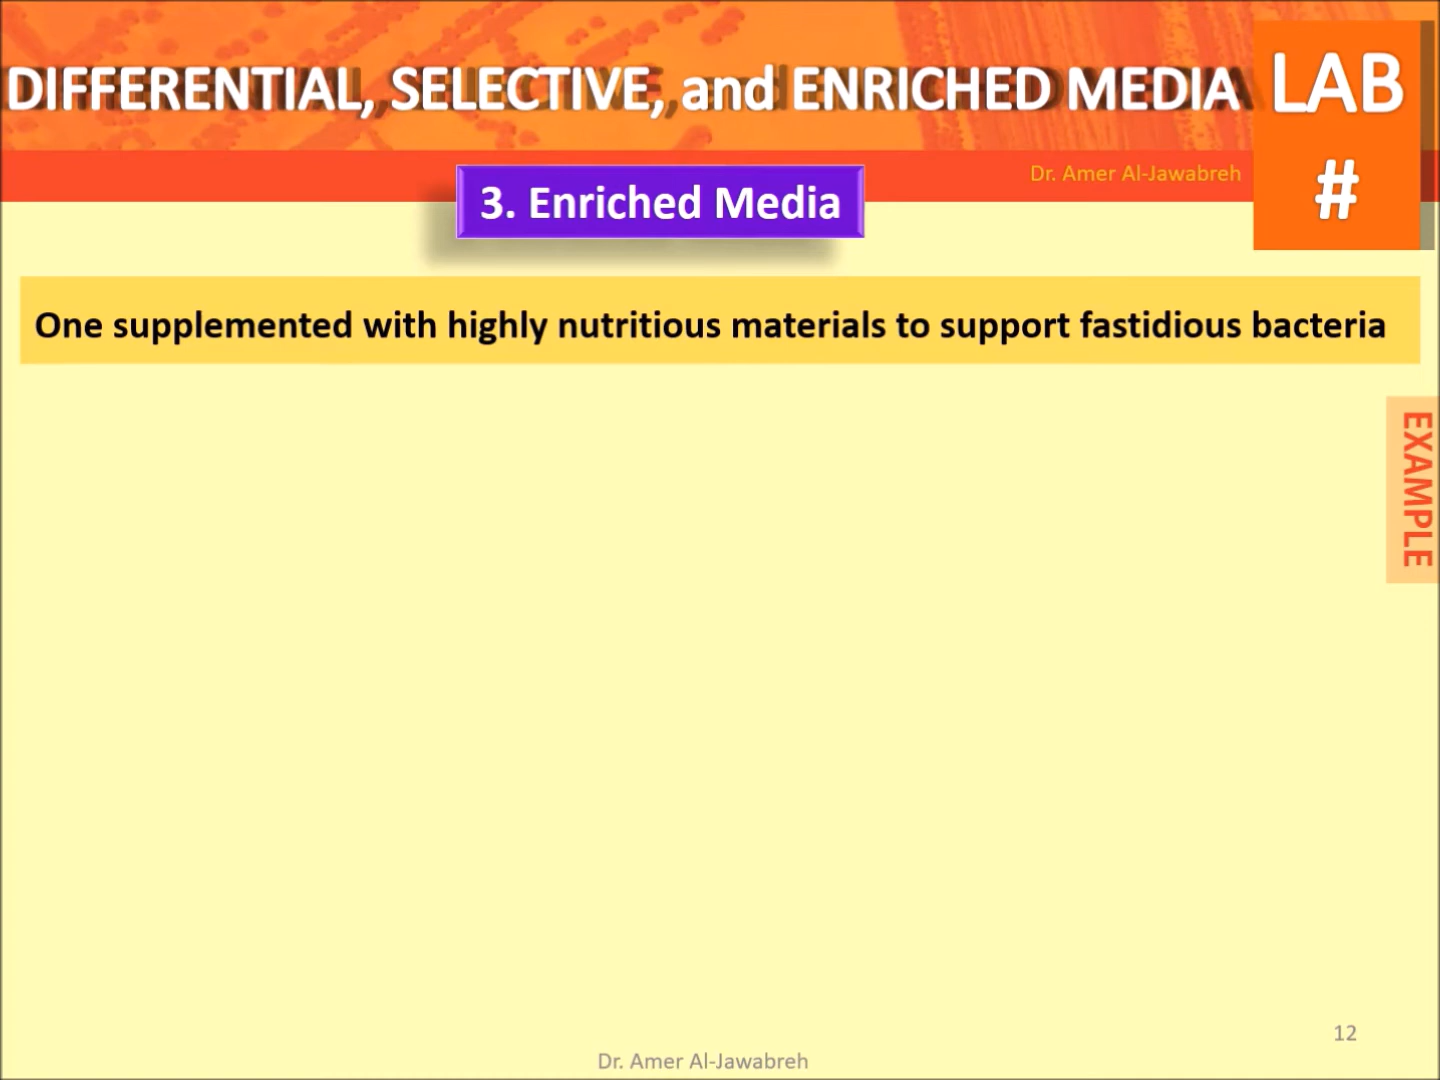 DIFFERENTIAL, SELECTIVE, and ENRICHED MEDIA
LAB
#
Dr. Amer Al-Jawabreh
3. Enriched Media
One supplemented with highly nutritious materials to support fastidious bacteria
EXAMPLE
12
Dr. Amer Al-Jawabreh